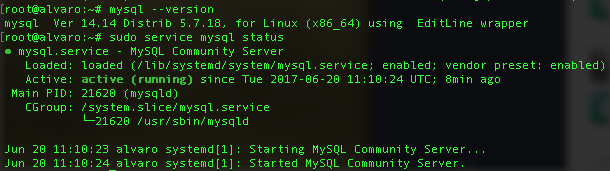 [root@alvaro:~# mysql --version
mysql  Ver 14.14 Distrib 5.7.18, for Linux (x86_64) using  EditLine wrapper
[root@alvaro:~# sudo service mysql status
● mysql.service - MySQL Community Server
   Loaded: loaded (/lib/systemd/system/mysql.service; enabled; vendor preset: enabled)
   Active: active (running) since Tue 2017-06-20 11:10:24 UTC; 8min ago
 Main PID: 21620 (mysqld)
   CGroup: /system.slice/mysql.service
           └─21620 /usr/sbin/mysqld
Jun 20 11:10:23 alvaro systemd[1]: Starting MySQL Community Server...
Jun 20 11:10:24 alvaro systemd[1]: Started MySQL Community Server.